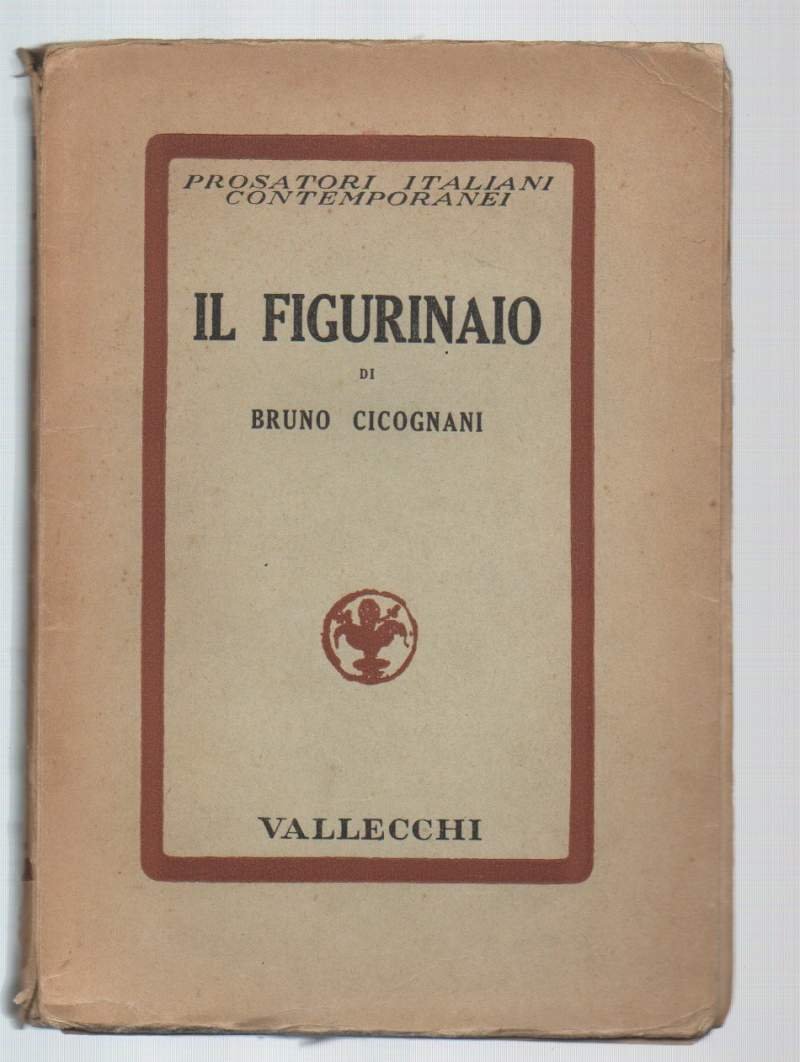 PROSATORI ITALIANI
CONTEMPORANEI
IL FIGURINAIO
DI
BRUNO CICOGNANI
VALLECCHI